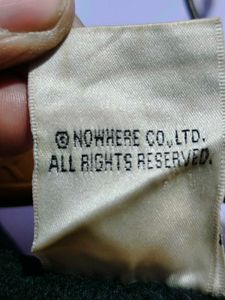 © NOWHERE CO.,LTD.
ALL RIGHTS RESERVED.